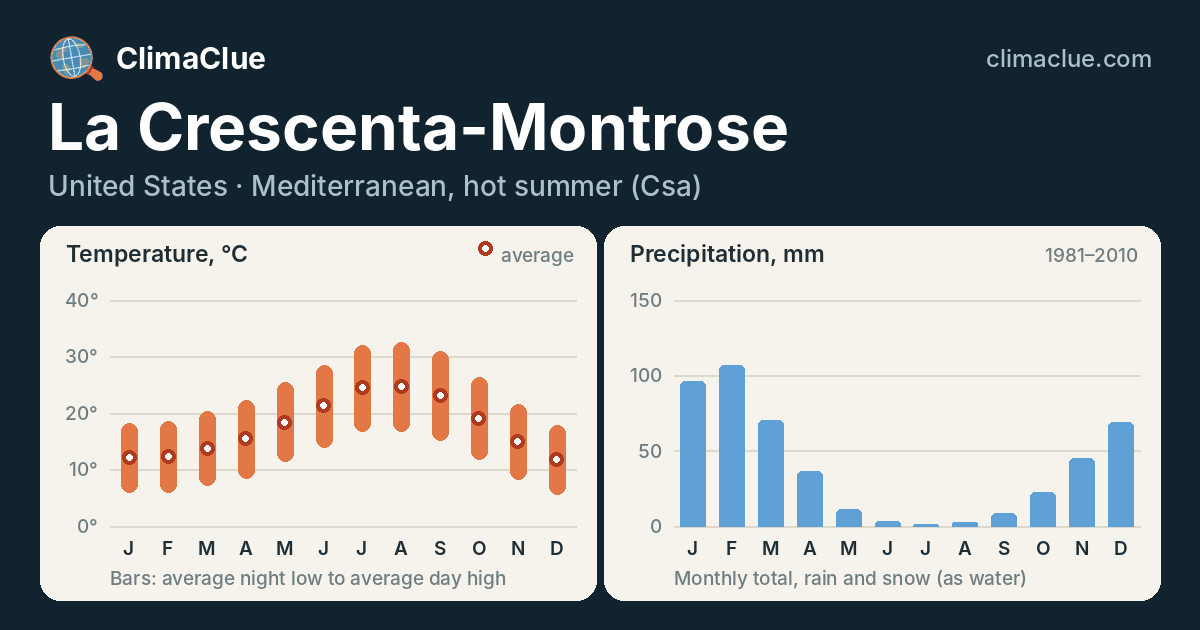 ClimaClue
climaclue.com
La Crescenta-Montrose
United States · Mediterranean, hot summer (Csa)
Temperature, °C
average
40°
30°
20°
10°
0°
J F M A M J J A S O N D
Bars: average night low to average day high
Precipitation, mm
1981–2010
150
100
50
0
J F M A M J J A S O N D
Monthly total, rain and snow (as water)